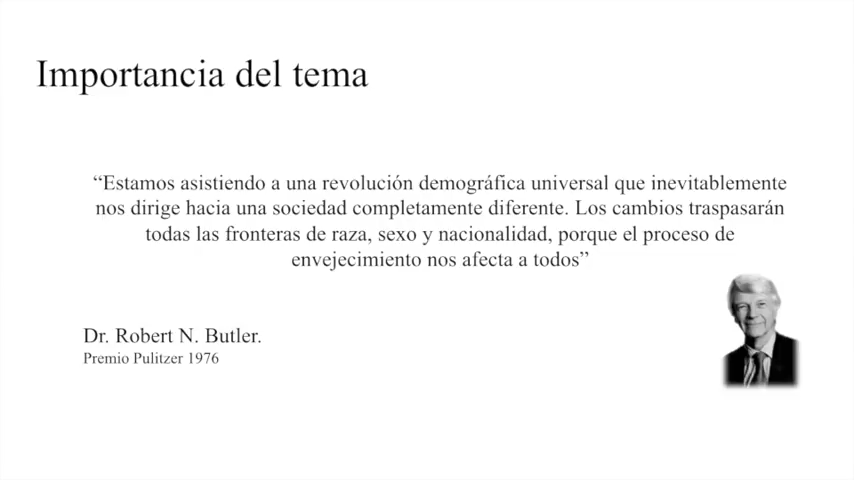 Importancia del tema
“Estamos asistiendo a una revolución demográfica universal que inevitablemente
nos dirige hacia una sociedad completamente diferente. Los cambios traspasarán
todas las fronteras de raza, sexo y nacionalidad, porque el proceso de
envejecimiento nos afecta a todos”
Dr. Robert N. Butler.
Premio Pulitzer 1976